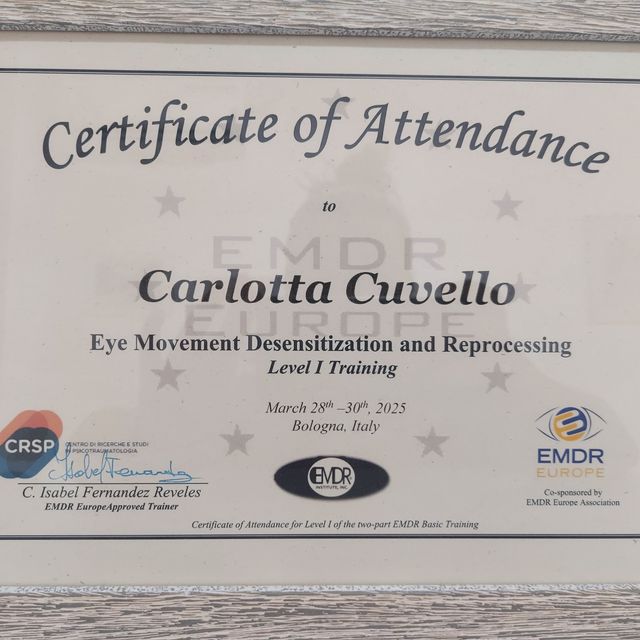 Certificate of Attendance
to
EMDR
Carlotta Cuvello
EUROPE
Eye Movement Desensitization and Reprocessing
Level I Training
March 28th –30th, 2025
Bologna, Italy
CRSP
CENTRO DI RICERCHE E STUDI
IN PSICOTRAUMATOLOGIA
C. Isabel Fernandez Reveles
EMDR EuropeApproved Trainer
EMDR
INSTITUTE, INC.
EMDR
EUROPE
Co-sponsored by
EMDR Europe Association
Certificate of Attendance for Level I of the two-part EMDR Basic Training